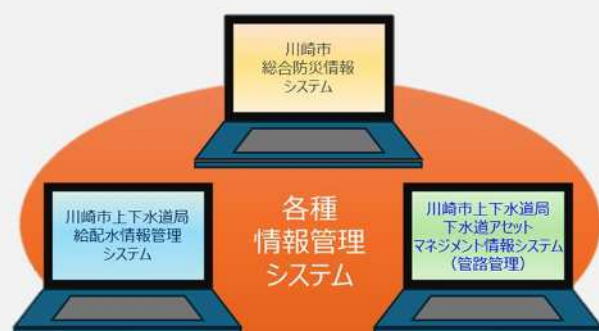 川崎市
総合防災情報
システム
川崎市上下水道局
給配水情報管理
システム
各種
情報管理
システム
川崎市上下水道局
下水道アセット
マネジメント情報システム
（管路管理）